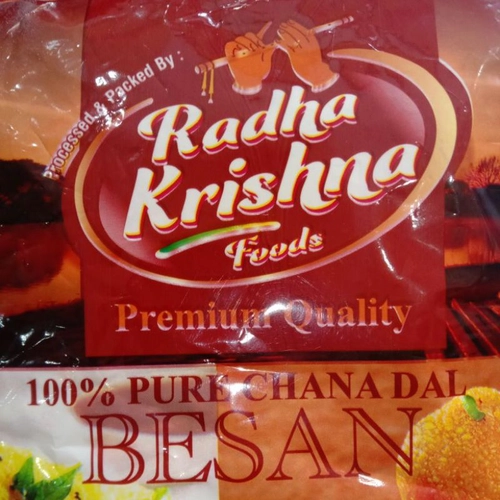 Processed & Packed By :
Radha
Krishna
Foods
Premium Quality
100% PURE CHANA DAL
BESAN